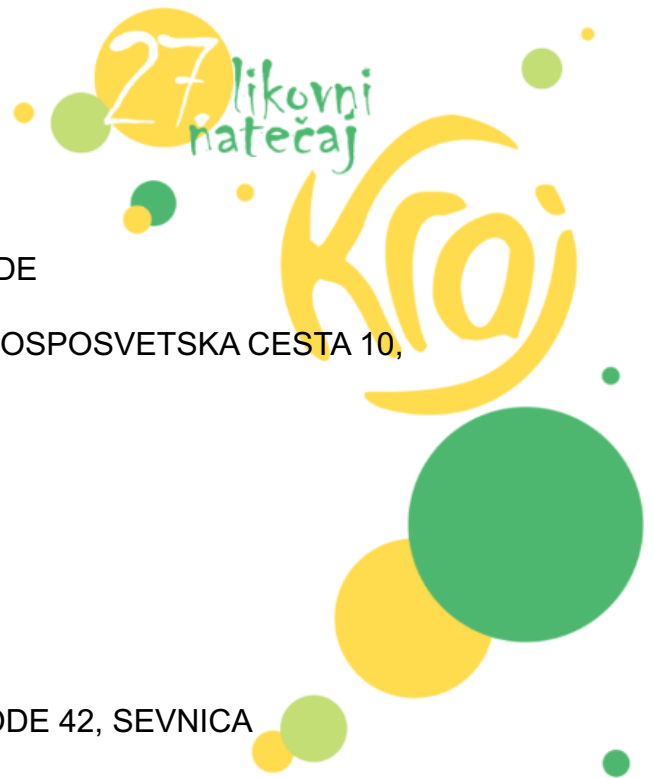 27. likovni
natečaj
Kraj
DE
OSPOSVETSKA CESTA 10,
ODE 42, SEVNICA